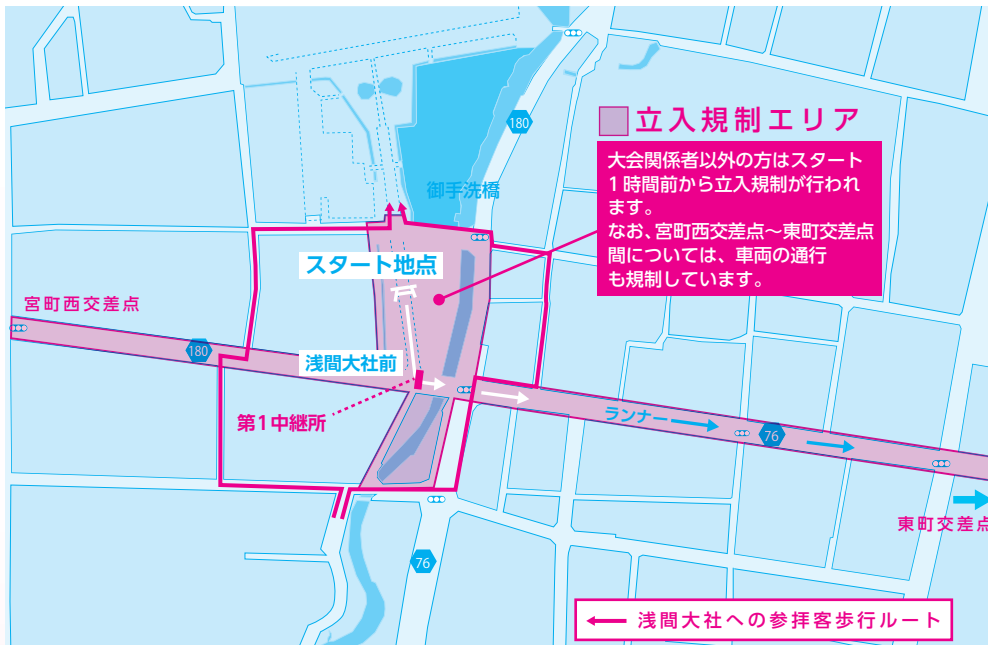 180
立入規制エリア
大会関係者以外の方はスタート
1時間前から立入規制が行われ
ます。
なお、宮町西交差点～東町交差点
間については、車両の通行
も規制しています。
御手洗橋
スタート地点
宮町西交差点
180
浅間大社前
第1中継所
ランナー
76
東町交差点
76
浅間大社への参拝客歩行ルート